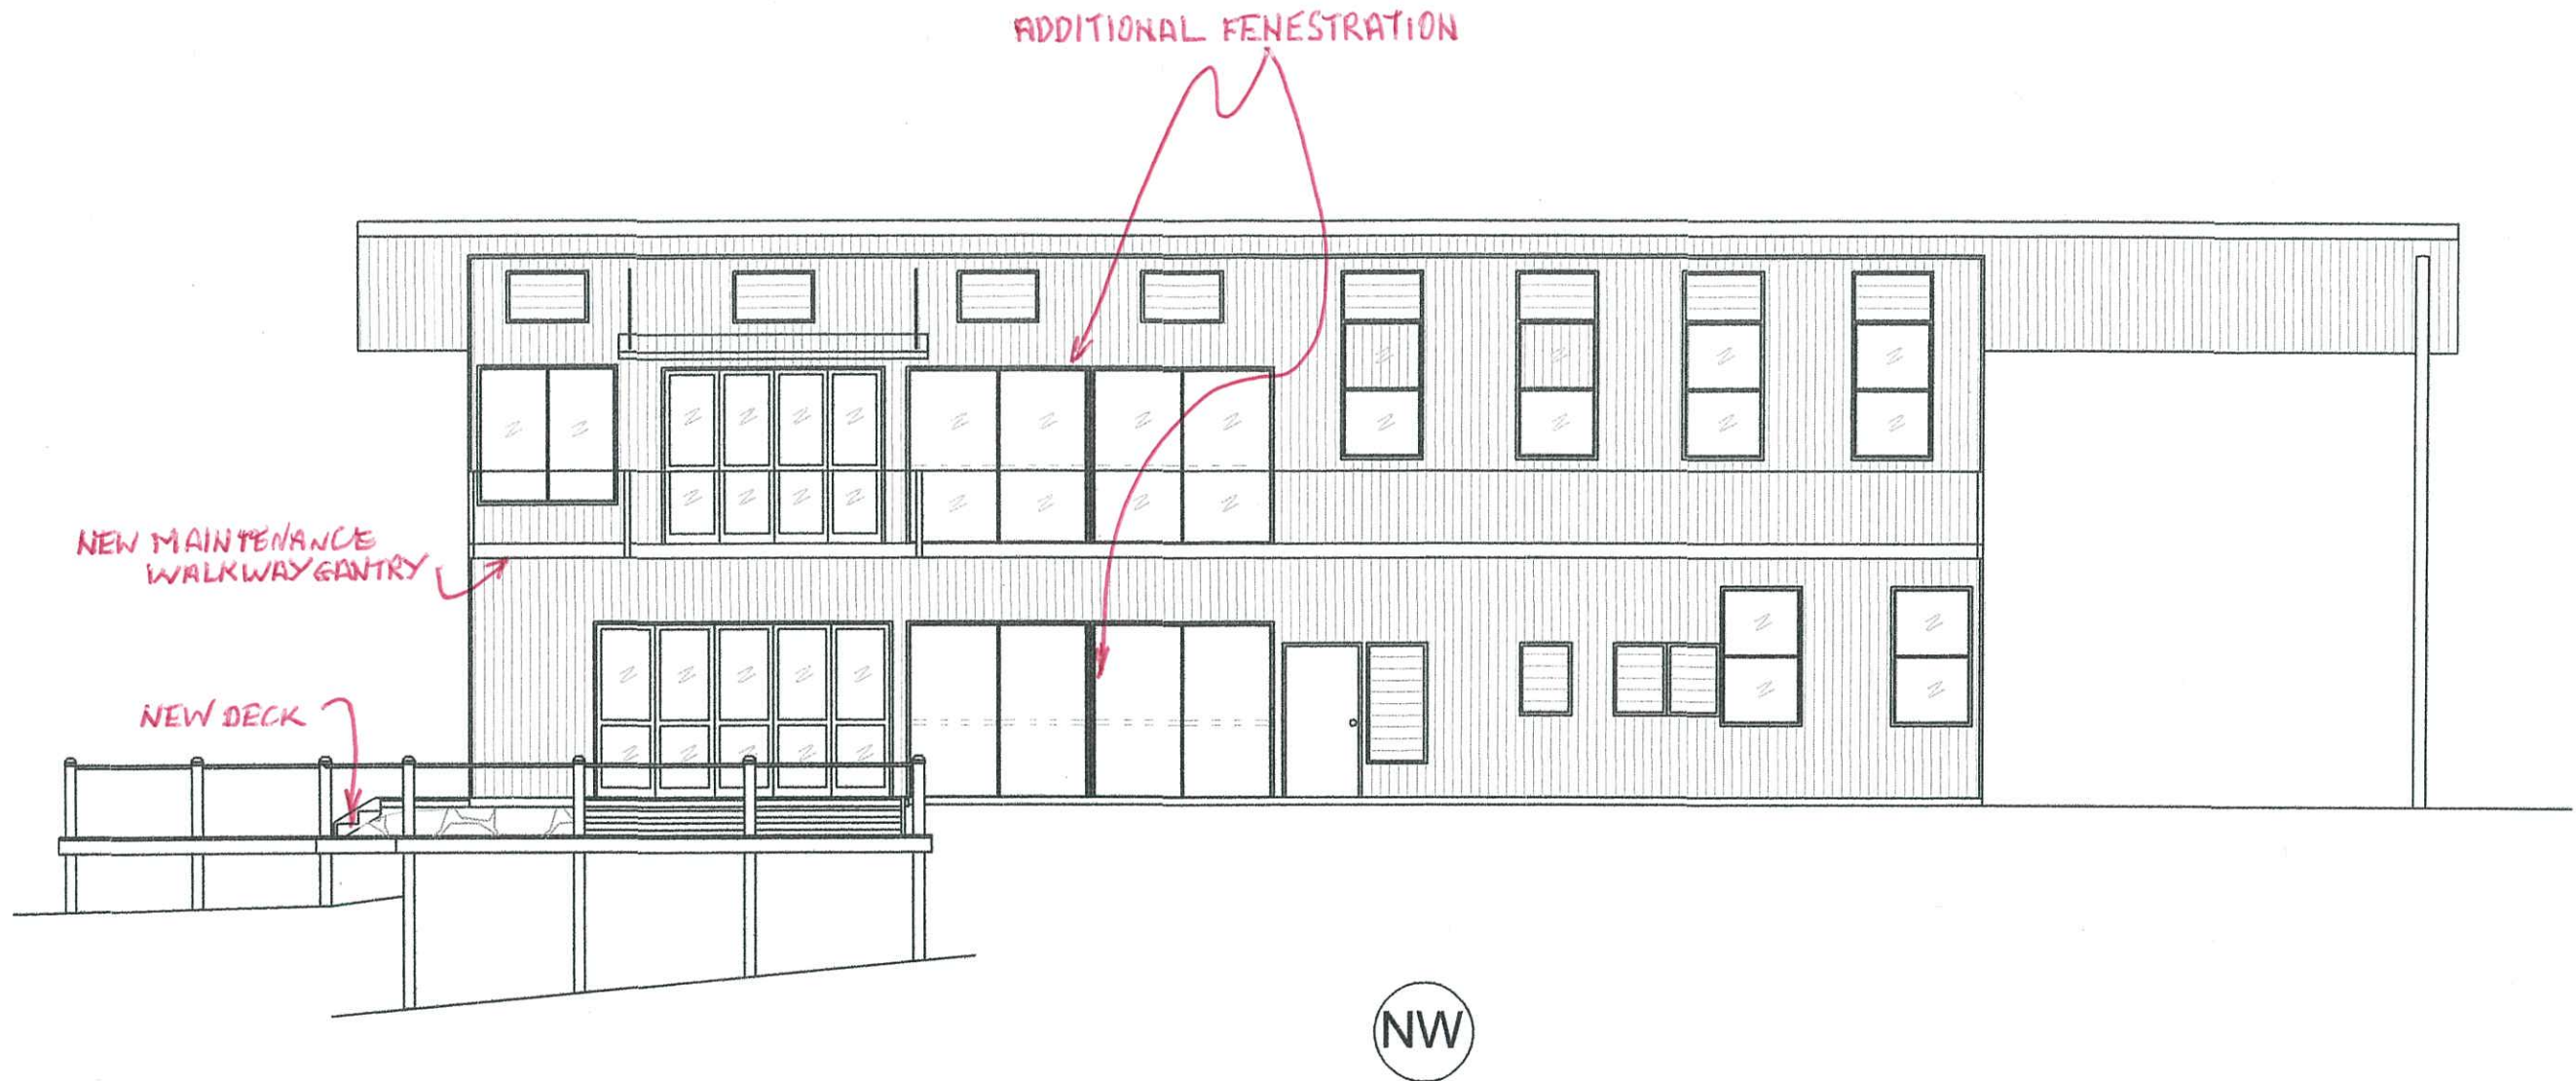 ADDITIONAL FENESTRATION
NEW MAINTENANCE
WALKWAY GANTRY
NEW DECK
NW